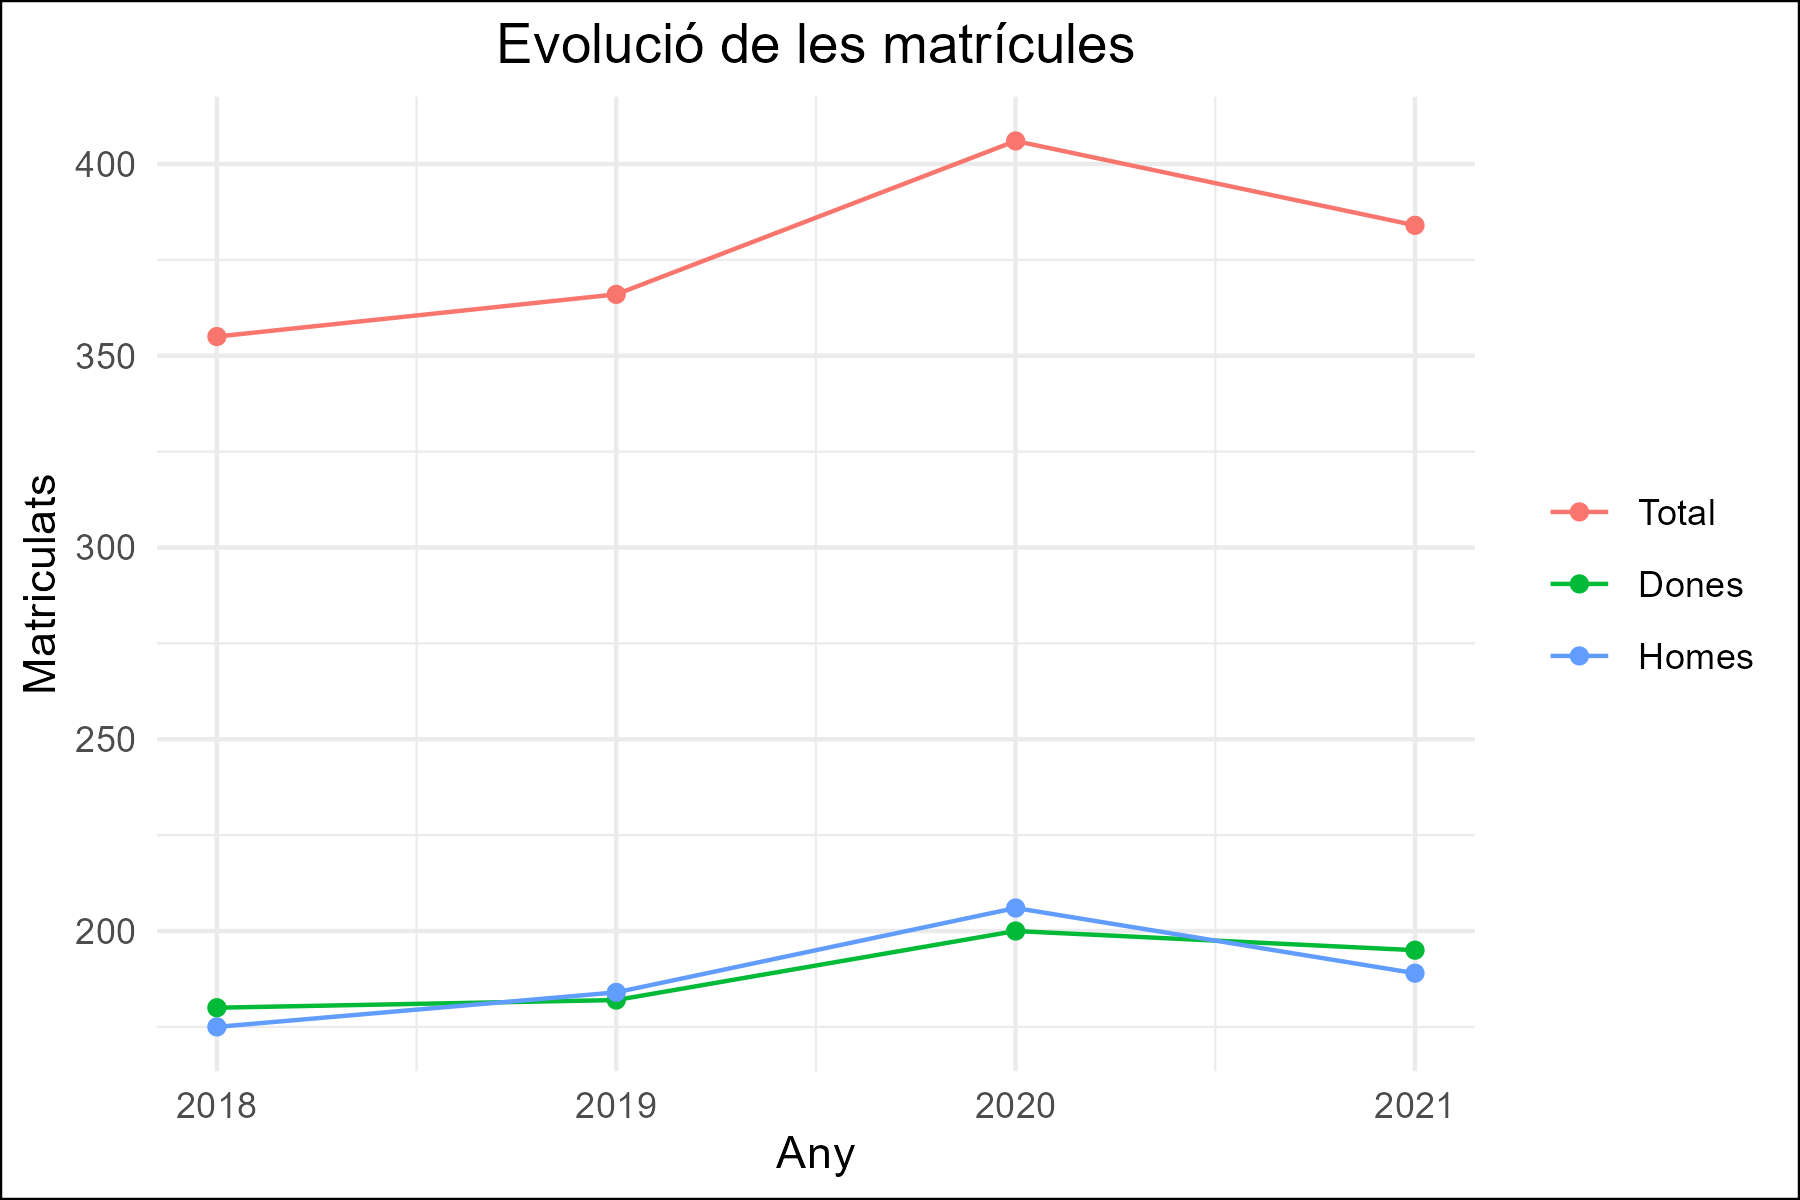 Evolució de les matrícules
400
350
300
250
200
Matriculats
2018
2019
2020
2021
Any
Total
Dones
Homes